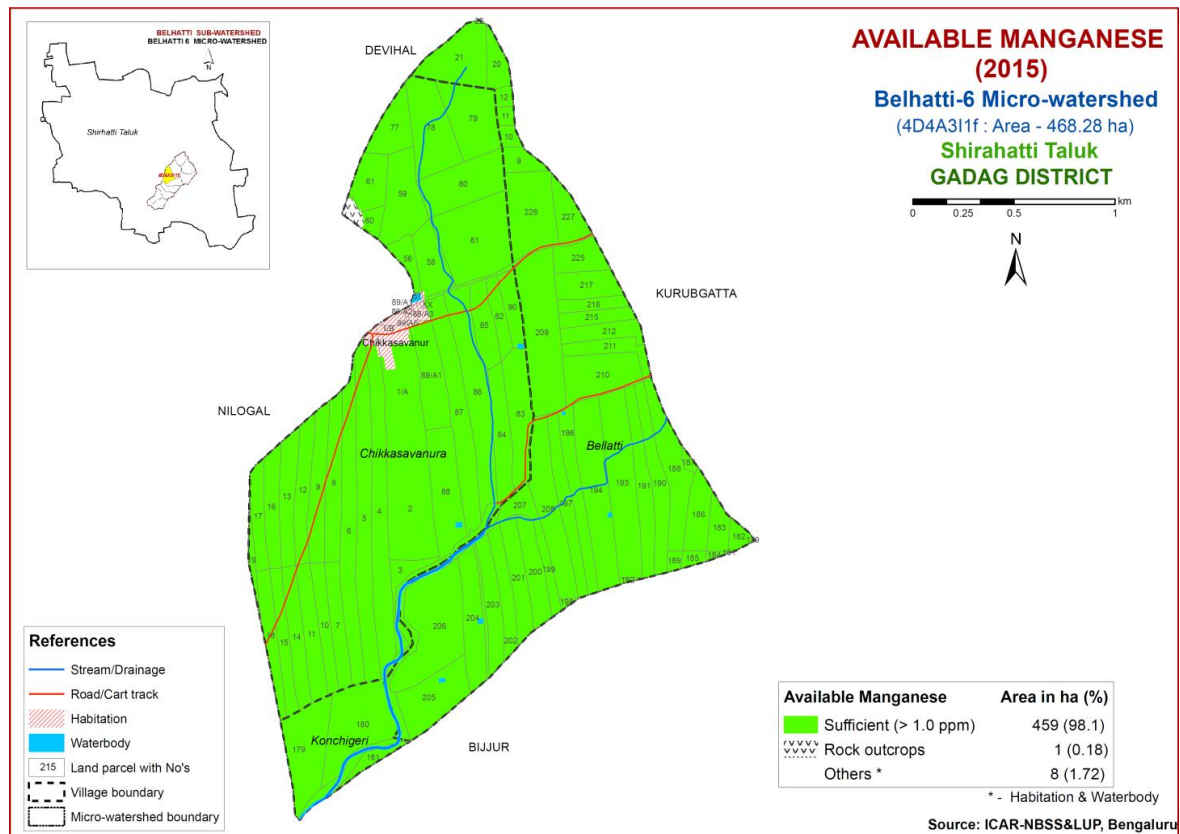 BELHATTI SUB-WATERSHED
BELHATTI 6 MICRO-WATERSHED
N
Shirhatti Taluk
AVAILABLE MANGANESE
(2015)
Belhatti-6 Micro-watershed
(4D4A3I1f : Area - 468.28 ha)
Shirahatti Taluk
GADAG DISTRICT
0 0.25 0.5 1 km
N
DEVIHAL
KURUBGATTA
NILOGAL
BIJJUR
21
20
12
11
10
9
77
78
79
61
59
80
60
226
227
81
56
58
225
217
216
215
212
211
210
209
90
82
85
89/A
XX
Chikkasavanur
89/A1
1/A
86
87
83
84
196
Bellatti
Chikkasavanura
88
2
4
5
6
8
9
12
13
16
17
207
208
197
194
193
191
190
188
187
186
183
182
189
185
3
201
200
199
203
204
206
202
205
15
14
11
10
7
180
179
Konchigeri
181
References
Stream/Drainage
Road/Cart track
Habitation
Waterbody
215 Land parcel with No's
Village boundary
Micro-watershed boundary
Available Manganese Area in ha (%)
Sufficient (> 1.0 ppm) 459 (98.1)
Rock outcrops 1 (0.18)
Others * 8 (1.72)
* - Habitation & Waterbody
Source: ICAR-NBSS&LUP, Bengaluru